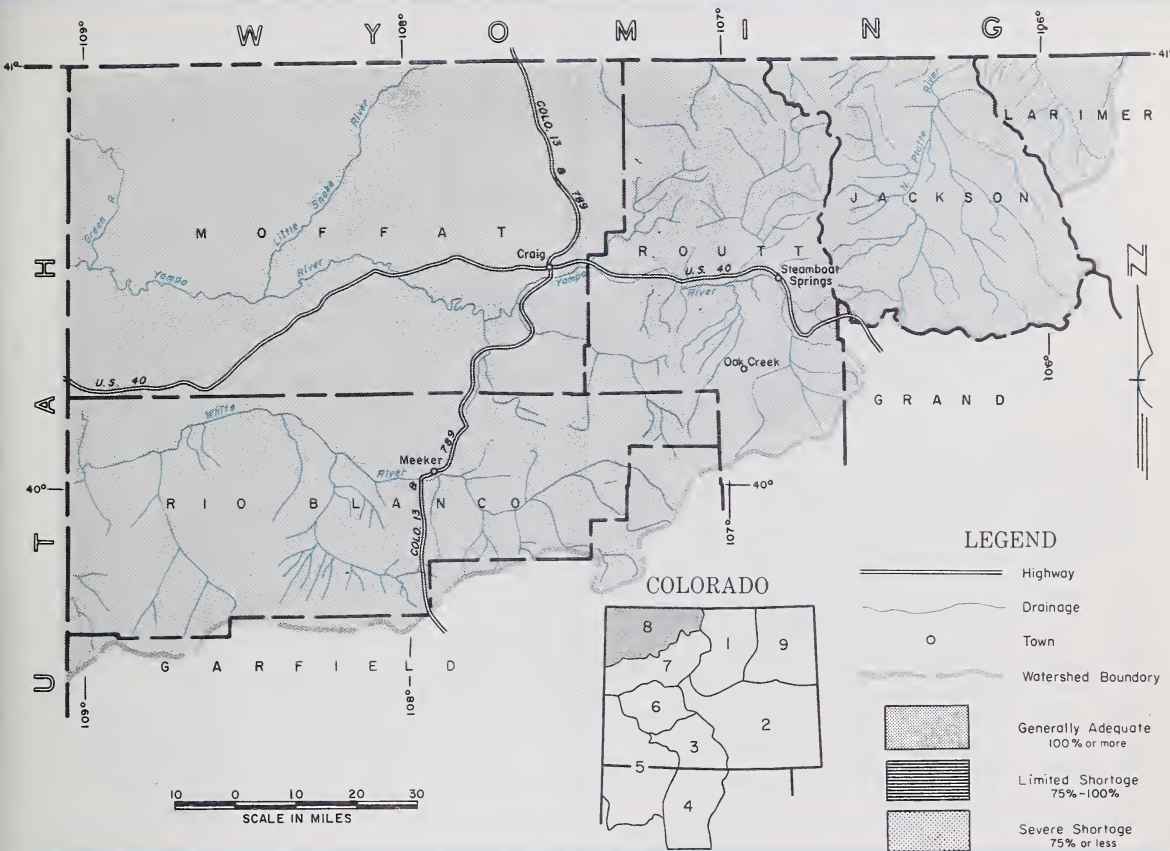 W Y O M I N G
109°
108°
107°
106°
41°
41°
U T A H
COLO. 13 & 789
LARIMER
River
N. Platte
JACKSON
Green R.
Little Snake River
MOFFAT
Craig
ROUTT
Yampa River
Yampa
U.S. 40
Steamboat Springs
River
Oak Creek
U.S. 40
GRAND
106°
N
White
789
Meeker
River
40°
RIO BLANCO
COLO. 13 &
40°
107°
GARFIELD
109°
108°
10 0 10 20 30
SCALE IN MILES
COLORADO
8
1
9
7
6
2
3
5
4
LEGEND
Highway
Drainage
Town
Watershed Boundary
Generally Adequate
100% or more
Limited Shortage
75%-100%
Severe Shortage
75% or less